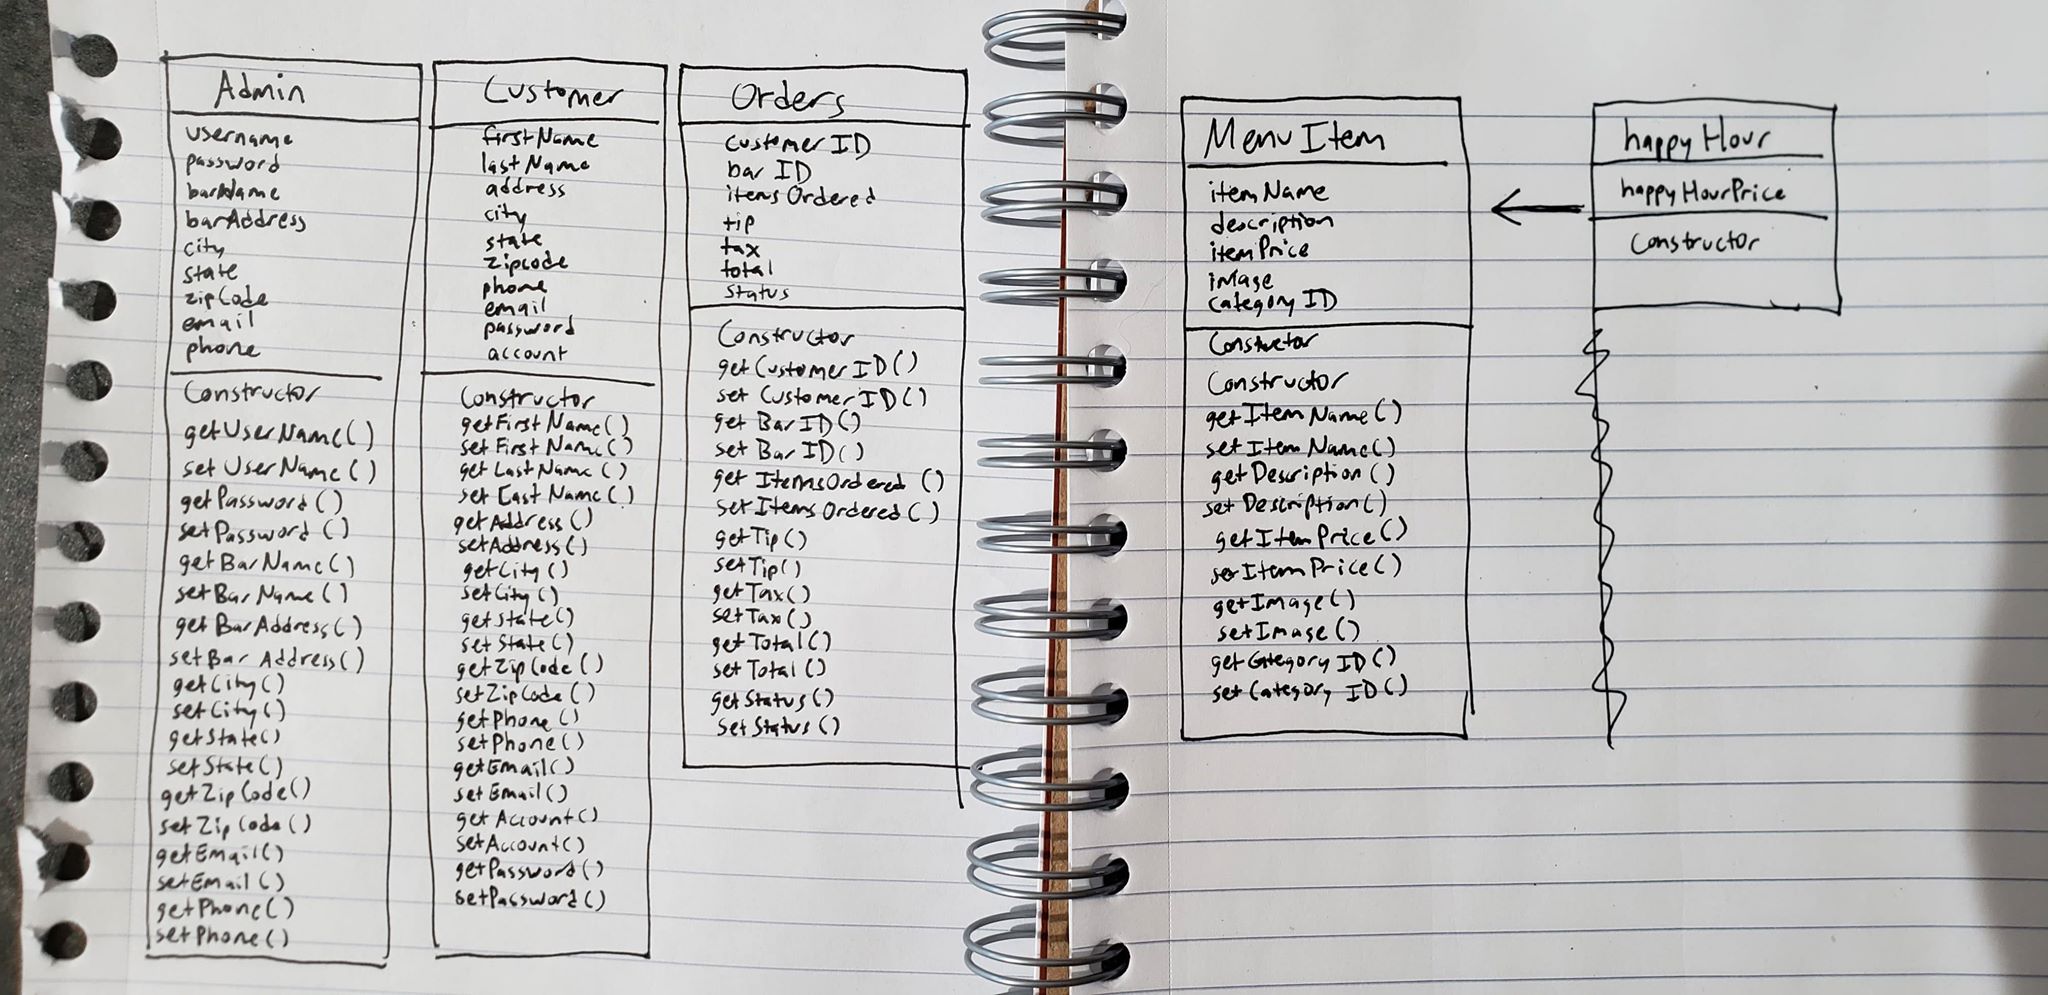 Admin
username
password
barName
barAddress
city
state
zipCode
email
phone
Constructor
getUserName()
setUserName()
getPassword()
setPassword()
getBarName()
setBarName()
getBarAddress()
setBar Address()
getCity()
setCity()
getState()
setState()
getZipCode()
setZipCode()
getEmail()
setEmail()
getPhone()
setPhone()
Customer
firstName
lastName
address
city
state
zipcode
phone
email
password
account
Constructor
getFirstName()
setFirstName()
getLastName()
setLastName()
getAddress()
setAddress()
getCity()
setCity()
getState()
setState()
getZipCode()
setZipCode()
getPhone()
setPhone()
getEmail()
setEmail()
getAccount()
setAccount()
getPassword()
setPassword()
Orders
customerID
barID
itemsOrdered
tip
tax
total
status
Constructor
getCustomerID()
setCustomerID()
getBarID()
setBarID()
getItemsOrdered()
setItemsOrdered()
getTip()
setTip()
getTax()
setTax()
getTotal()
setTotal()
getStatus()
setStatus()
MenuItem
itemName
description
itemPrice
image
categoryID
Constuctor
Constructor
getItemName()
setItemName()
getDescription()
setDescription()
getItemPrice()
setItemPrice()
getImage()
setImage()
getCategoryID()
setCategoryID()
happyHour
happyHourPrice
Constructor